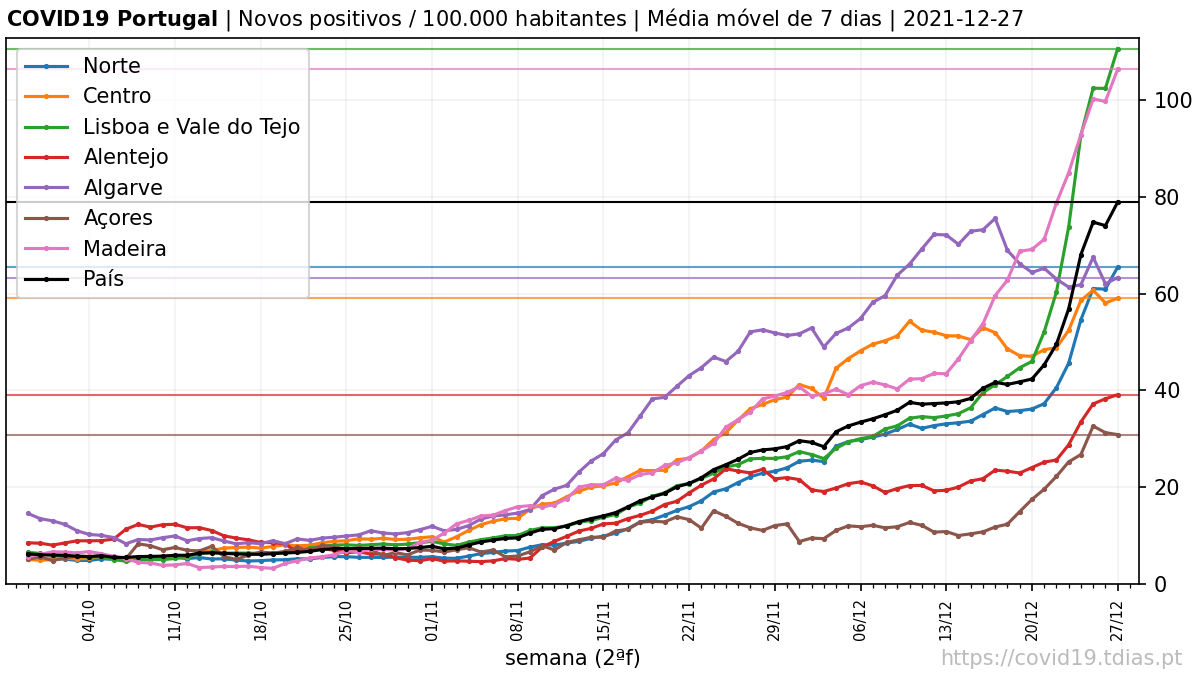 COVID19 Portugal | Novos positivos / 100.000 habitantes | Média móvel de 7 dias | 2021-12-27
Norte
Centro
Lisboa e Vale do Tejo
Alentejo
Algarve
Açores
Madeira
País
100
80
60
40
20
0
04/10
11/10
18/10
25/10
01/11
08/11
15/11
22/11
29/11
06/12
13/12
20/12
27/12
semana (2ªf)
https://covid19.tdias.pt